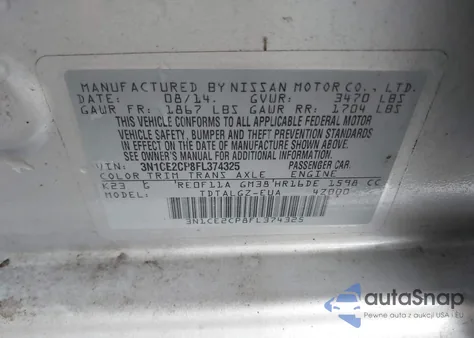 MANUFACTURED BY NISSAN MOTOR CO., LTD.
DATE: 08/14. GVWR: 3470 LBS
GAWR FR: 1867 LBS GAWR RR: 1704 LBS
THIS VEHICLE CONFORMS TO ALL APPLICABLE FEDERAL MOTOR
VEHICLE SAFETY, BUMPER AND THEFT PREVENTION STANDARDS IN
EFFECT ON THE DATE OF MANUFACTURE SHOWN ABOVE.
SEE OWNER'S MANUAL FOR ADDITIONAL INFORMATION.
VIN: 3N1CE2CP8FL374325 PASSENGER CAR.
COLOR TRIM TRANS AXLE ENGINE
K23 G RE0F11A GM38 HR16DE 1598 CC
MODEL: TDTALGZ-EUA 4Z000
3N1CE2CP8FL374325
autoSnap
Pewne auta z USA i EU